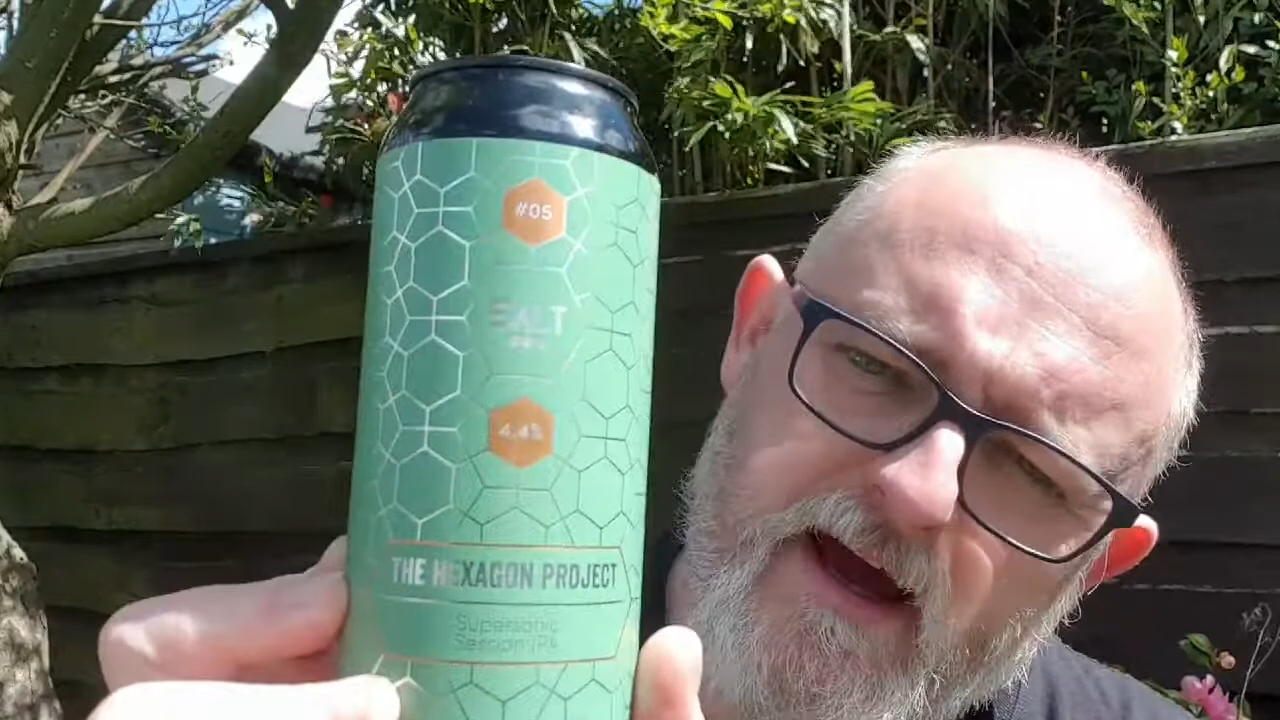 #05
SALT
4.4%
THE HEXAGON PROJECT
Supersonic
Session IPA